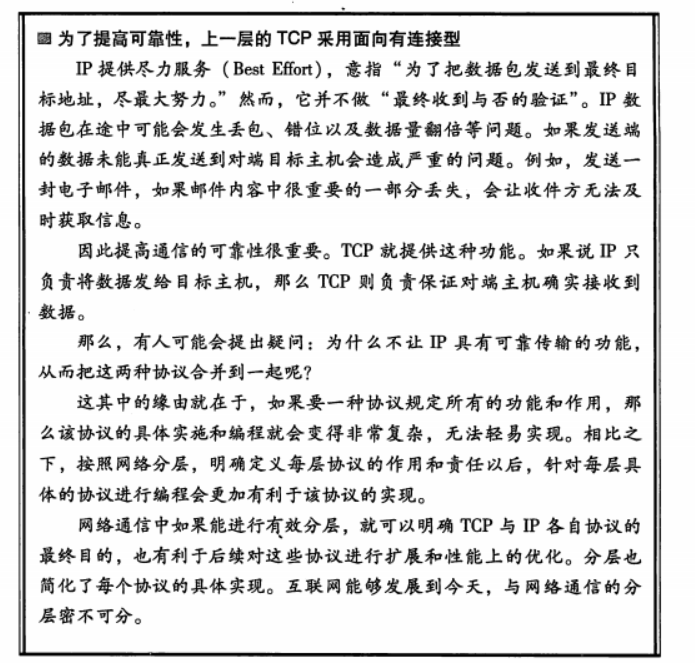 ▩ 为了提高可靠性，上一层的 TCP 采用面向有连接型
IP 提供尽力服务（Best Effort），意指“为了把数据包发送到最终目
标地址，尽最大努力。”然而，它并不做“最终收到与否的验证”。IP 数
据包在途中可能会发生丢包、错位以及数据量翻倍等问题。如果发送端
的数据未能真正发送到对端目标主机会造成严重的问题。例如，发送一
封电子邮件，如果邮件内容中很重要的一部分丢失，会让收件方无法及
时获取信息。
因此提高通信的可靠性很重要。TCP 就提供这种功能。如果说 IP 只
负责将数据发给目标主机，那么 TCP 则负责保证对端主机确实接收到
数据。
那么，有人可能会提出疑问：为什么不让 IP 具有可靠传输的功能，
从而把这两种协议合并到一起呢？
这其中的缘由就在于，如果要一种协议规定所有的功能和作用，那
么该协议的具体实施和编程就会变得非常复杂，无法轻易实现。相比之
下，按照网络分层，明确定义每层协议的作用和责任以后，针对每层具
体的协议进行编程会更加有利于该协议的实现。
网络通信中如果能进行有效分层，就可以明确 TCP 与 IP 各自协议的
最终目的，也有利于后续对这些协议进行扩展和性能上的优化。分层也
简化了每个协议的具体实现。互联网能够发展到今天，与网络通信的分
层密不可分。